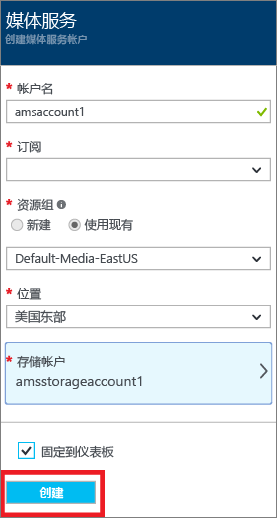 媒体服务
创建媒体服务帐户
* 帐户名
amsaccount1
* 订阅
* 资源组
新建 使用现有
Default-Media-EastUS
* 位置
美国东部
* 存储帐户
amsstorageaccount1
固定到仪表板
创建